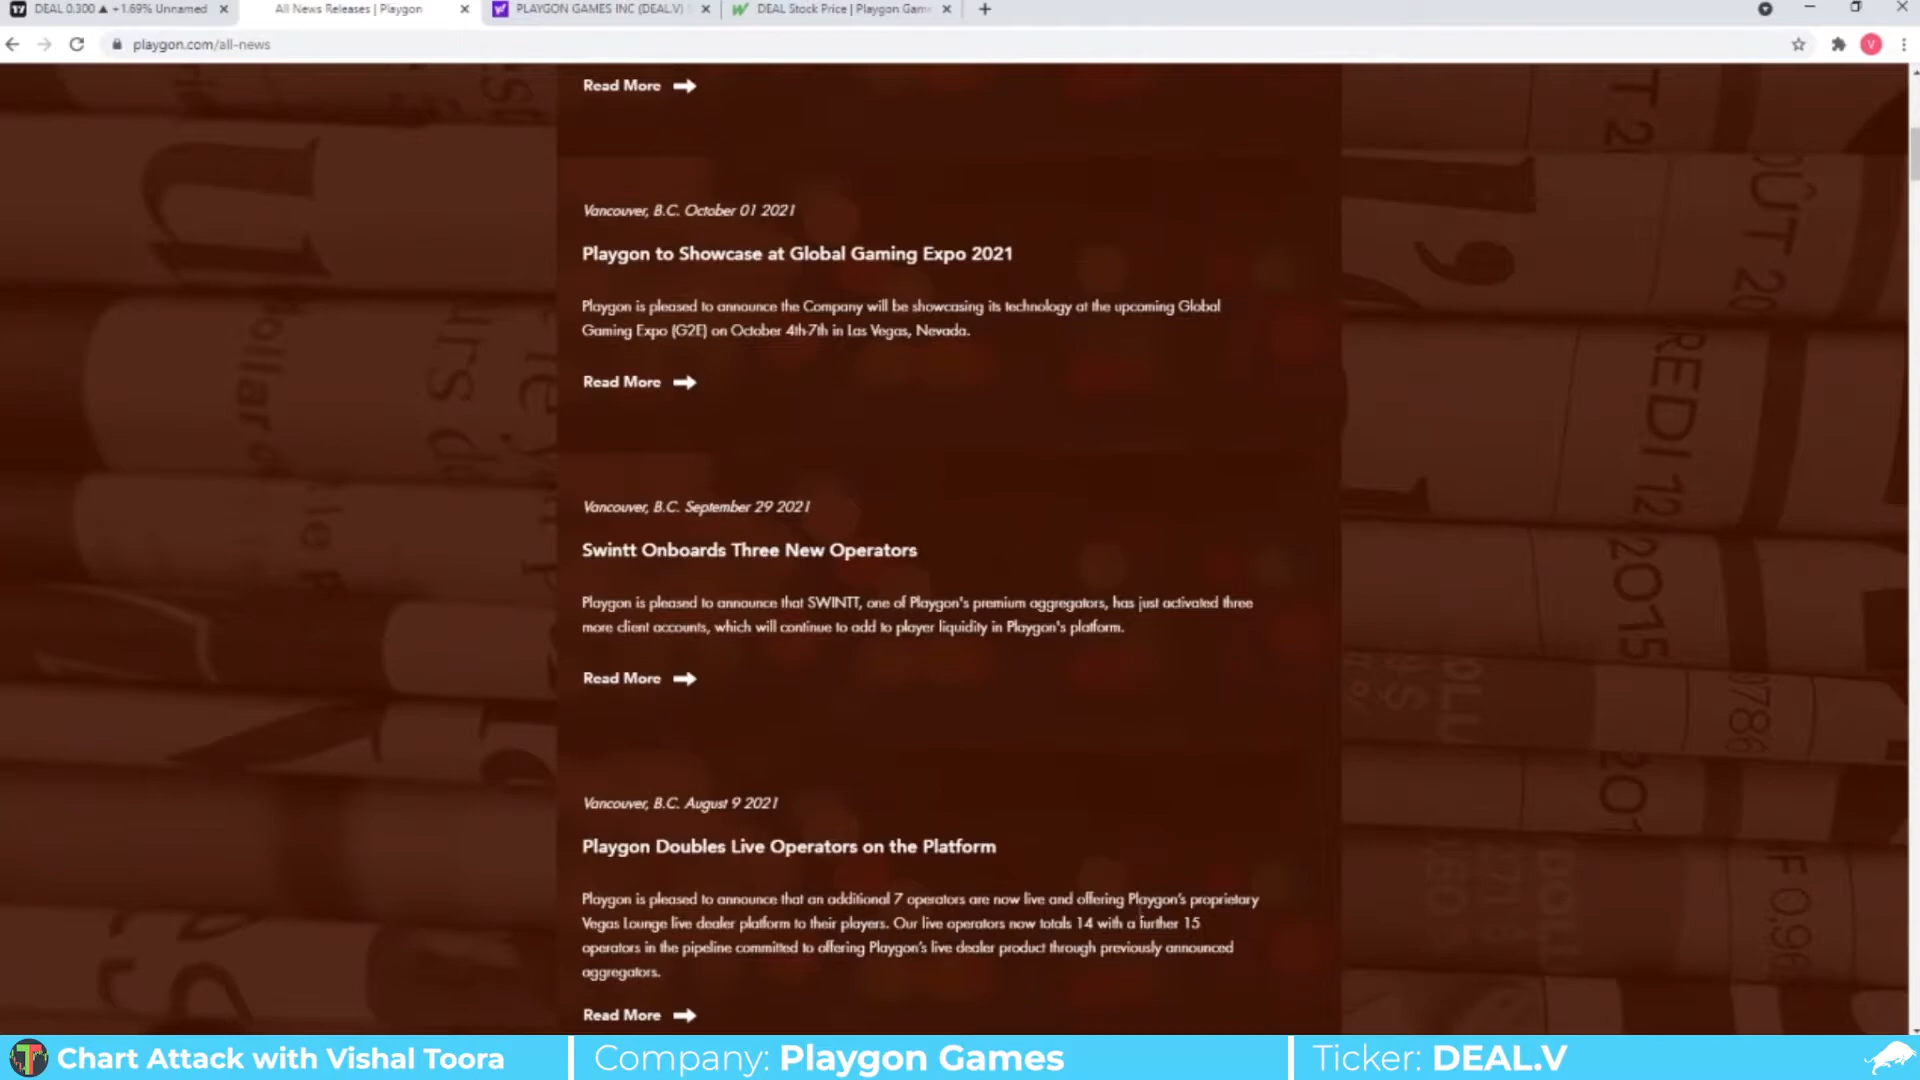 DEAL 0.300 ▲ +1.69% Unnamed
All News Releases | Playgon
PLAYGON GAMES INC (DEAL.V)
DEAL Stock Price | Playgon Gam
playgon.com/all-news
V
Read More
Vancouver, B.C. October 01 2021
Playgon to Showcase at Global Gaming Expo 2021
Playgon is pleased to announce the Company will be showcasing its technology at the upcoming Global
Gaming Expo (G2E) on October 4th-7th in Las Vegas, Nevada.
Read More
Vancouver, B.C. September 29 2021
Swintt Onboards Three New Operators
Playgon is pleased to announce that SWINTT, one of Playgon's premium aggregators, has just activated three
more client accounts, which will continue to add to player liquidity in Playgon's platform.
Read More
Vancouver, B.C. August 9 2021
Playgon Doubles Live Operators on the Platform
Playgon is pleased to announce that an additional 7 operators are now live and offering Playgon's proprietary
Vegas Lounge live dealer platform to their players. Our live operators now totals 14 with a further 15
operators in the pipeline committed to offering Playgon's live dealer product through previously announced
aggregators.
Read More
Chart Attack with Vishal Toora
Company: Playgon Games
Ticker: DEAL.V